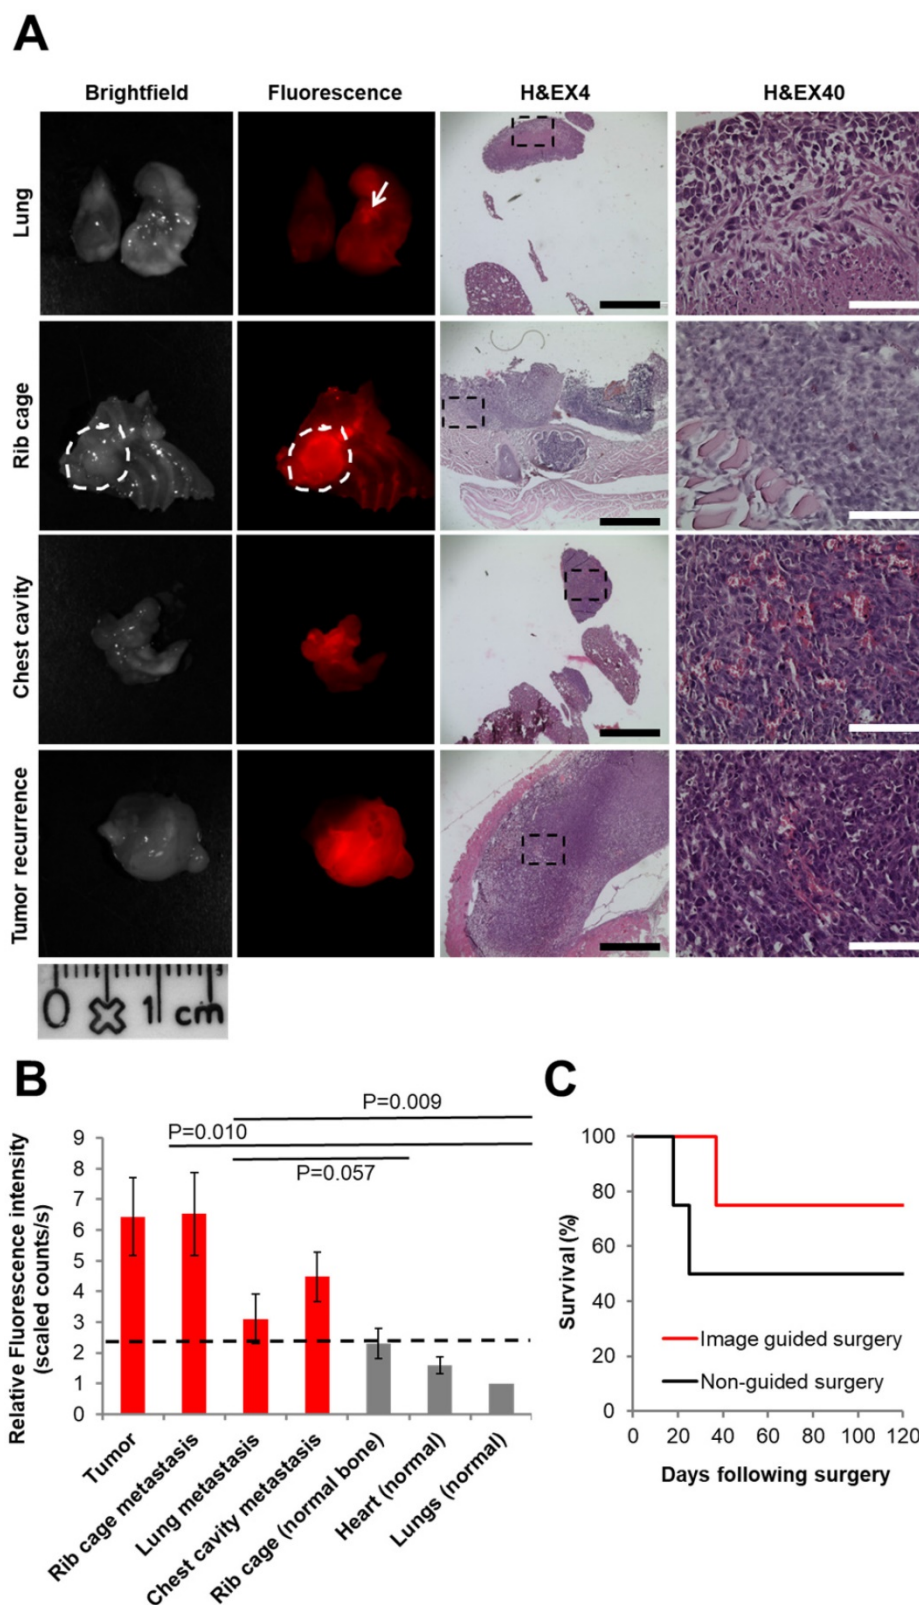 A
Brightfield Fluorescence H&EX4 H&EX40
Lung
Rib cage
Chest cavity
Tumor recurrence
0 1 cm
B
P=0.009
P=0.010
P=0.057
Relative Fluorescence intensity
(scaled counts/s)
9
8
7
6
5
4
3
2
1
0
Tumor
Rib cage metastasis
Lung metastasis
Chest cavity metastasis
Rib cage (normal bone)
Heart (normal)
Lungs (normal)
C
Survival (%)
100
80
60
40
20
0
Image guided surgery
Non-guided surgery
0 20 40 60 80 100 120
Days following surgery